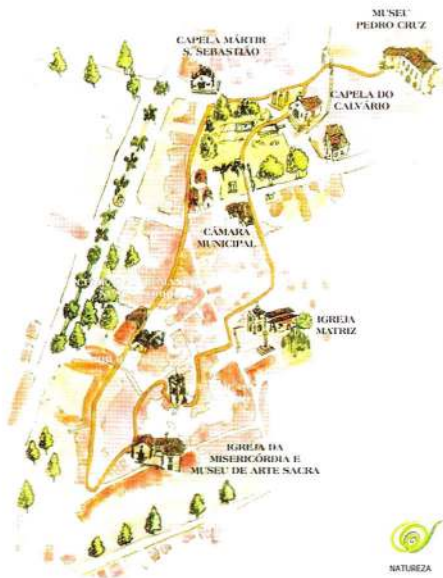 MUSEU
PEDRO CRUZ
CAPELA MÁRTIR
S. SEBASTIÃO
CAPELA DO
CALVÁRIO
CÂMARA
MUNICIPAL
IGREJA
MATRIZ
IGREJA DA
MISERICÓRDIA E
MUSEU DE ARTE SACRA
NATUREZA